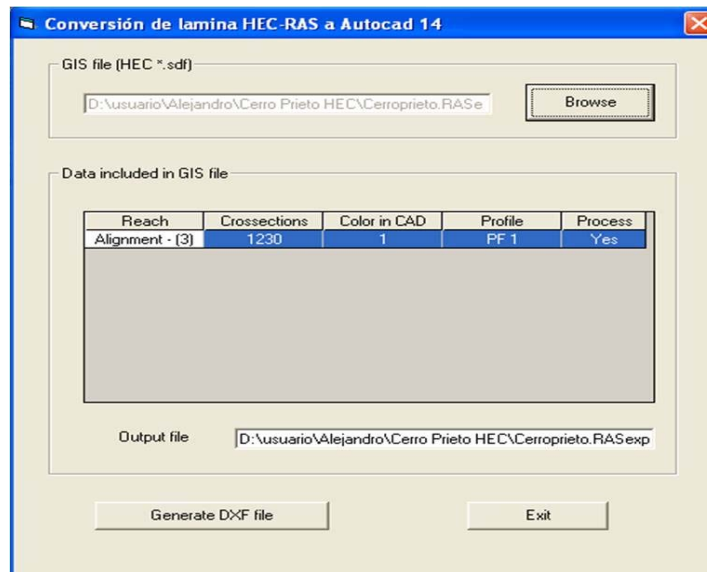 Conversión de lamina HEC-RAS a Autocad 14
GIS file (HEC *.sdf)
D:\usuario\Alejandro\Cerro Prieto HEC\Cerroprieto.RASe
Browse
Data included in GIS file
Reach Crossections Color in CAD Profile Process
Alignment - (3) 1230 1 PF 1 Yes
Output file D:\usuario\Alejandro\Cerro Prieto HEC\Cerroprieto.RASexp
Generate DXF file Exit